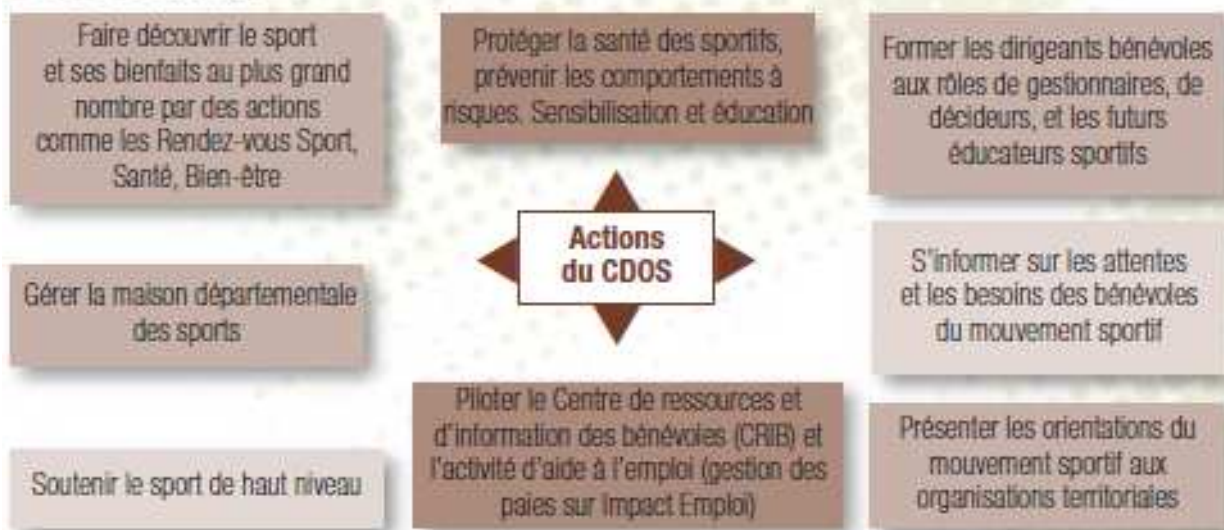 Faire découvrir le sport
et ses bienfaits au plus grand
nombre par des actions
comme les Rendez-vous Sport,
Santé, Bien-être
Protéger la santé des sportifs,
prévenir les comportements à
risques. Sensibilisation et éducation
Former les dirigeants bénévoles
aux rôles de gestionnaires, de
décideurs, et les futurs
éducateurs sportifs
Actions
du CDOS
Gérer la maison départementale
des sports
S'informer sur les attentes
et les besoins des bénévoles
du mouvement sportif
Soutenir le sport de haut niveau
Piloter le Centre de ressources et
d'information des bénévoles (CRIB) et
l'activité d'aide à l'emploi (gestion des
paies sur Impact Emploi)
Présenter les orientations du
mouvement sportif aux
organisations territoriales